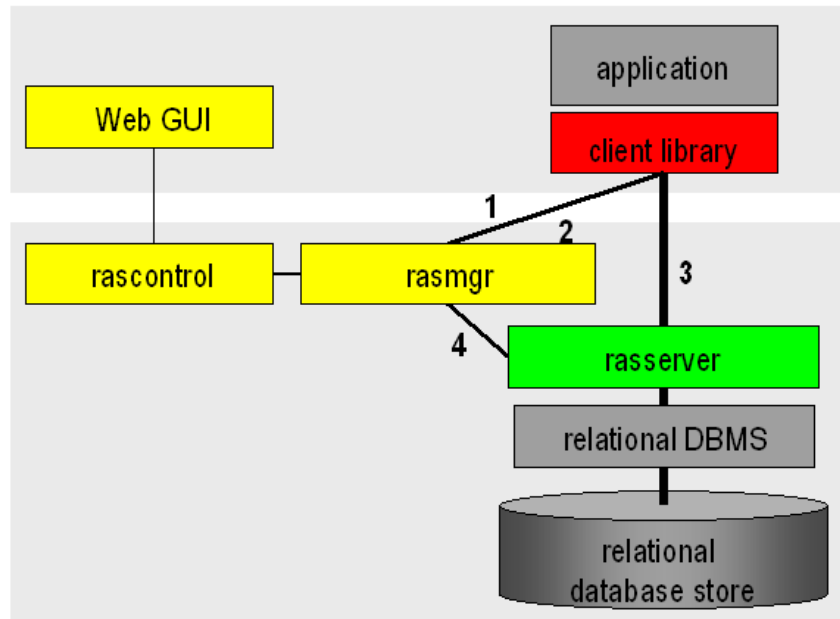 application
Web GUI
client library
1
2
rascontrol
rasmgr
3
4
rasserver
relational DBMS
relational
database store